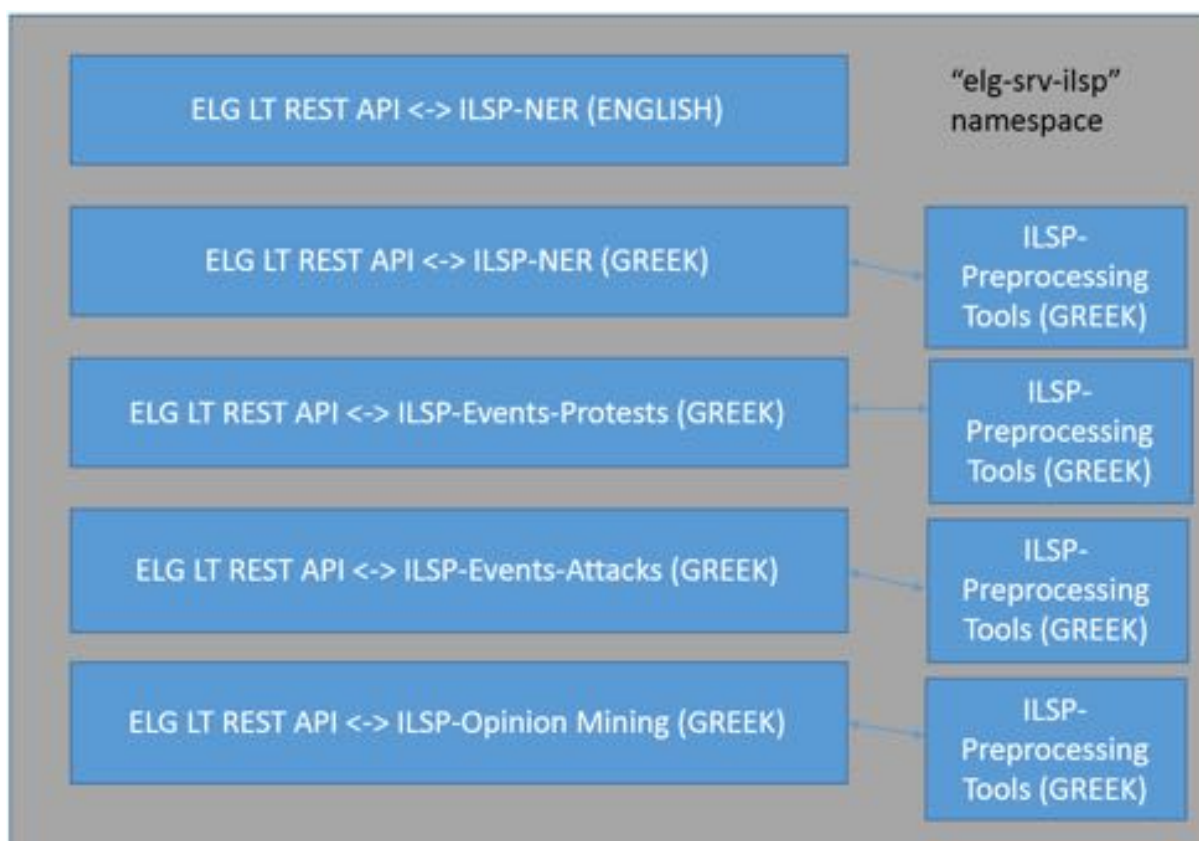 ELG LT REST API <-> ILSP-NER (ENGLISH)
“elg-srv-ilsp”
namespace
ELG LT REST API <-> ILSP-NER (GREEK)
ILSP-
Preprocessing
Tools (GREEK)
ELG LT REST API <-> ILSP-Events-Protests (GREEK)
ILSP-
Preprocessing
Tools (GREEK)
ELG LT REST API <-> ILSP-Events-Attacks (GREEK)
ILSP-
Preprocessing
Tools (GREEK)
ELG LT REST API <-> ILSP-Opinion Mining (GREEK)
ILSP-
Preprocessing
Tools (GREEK)